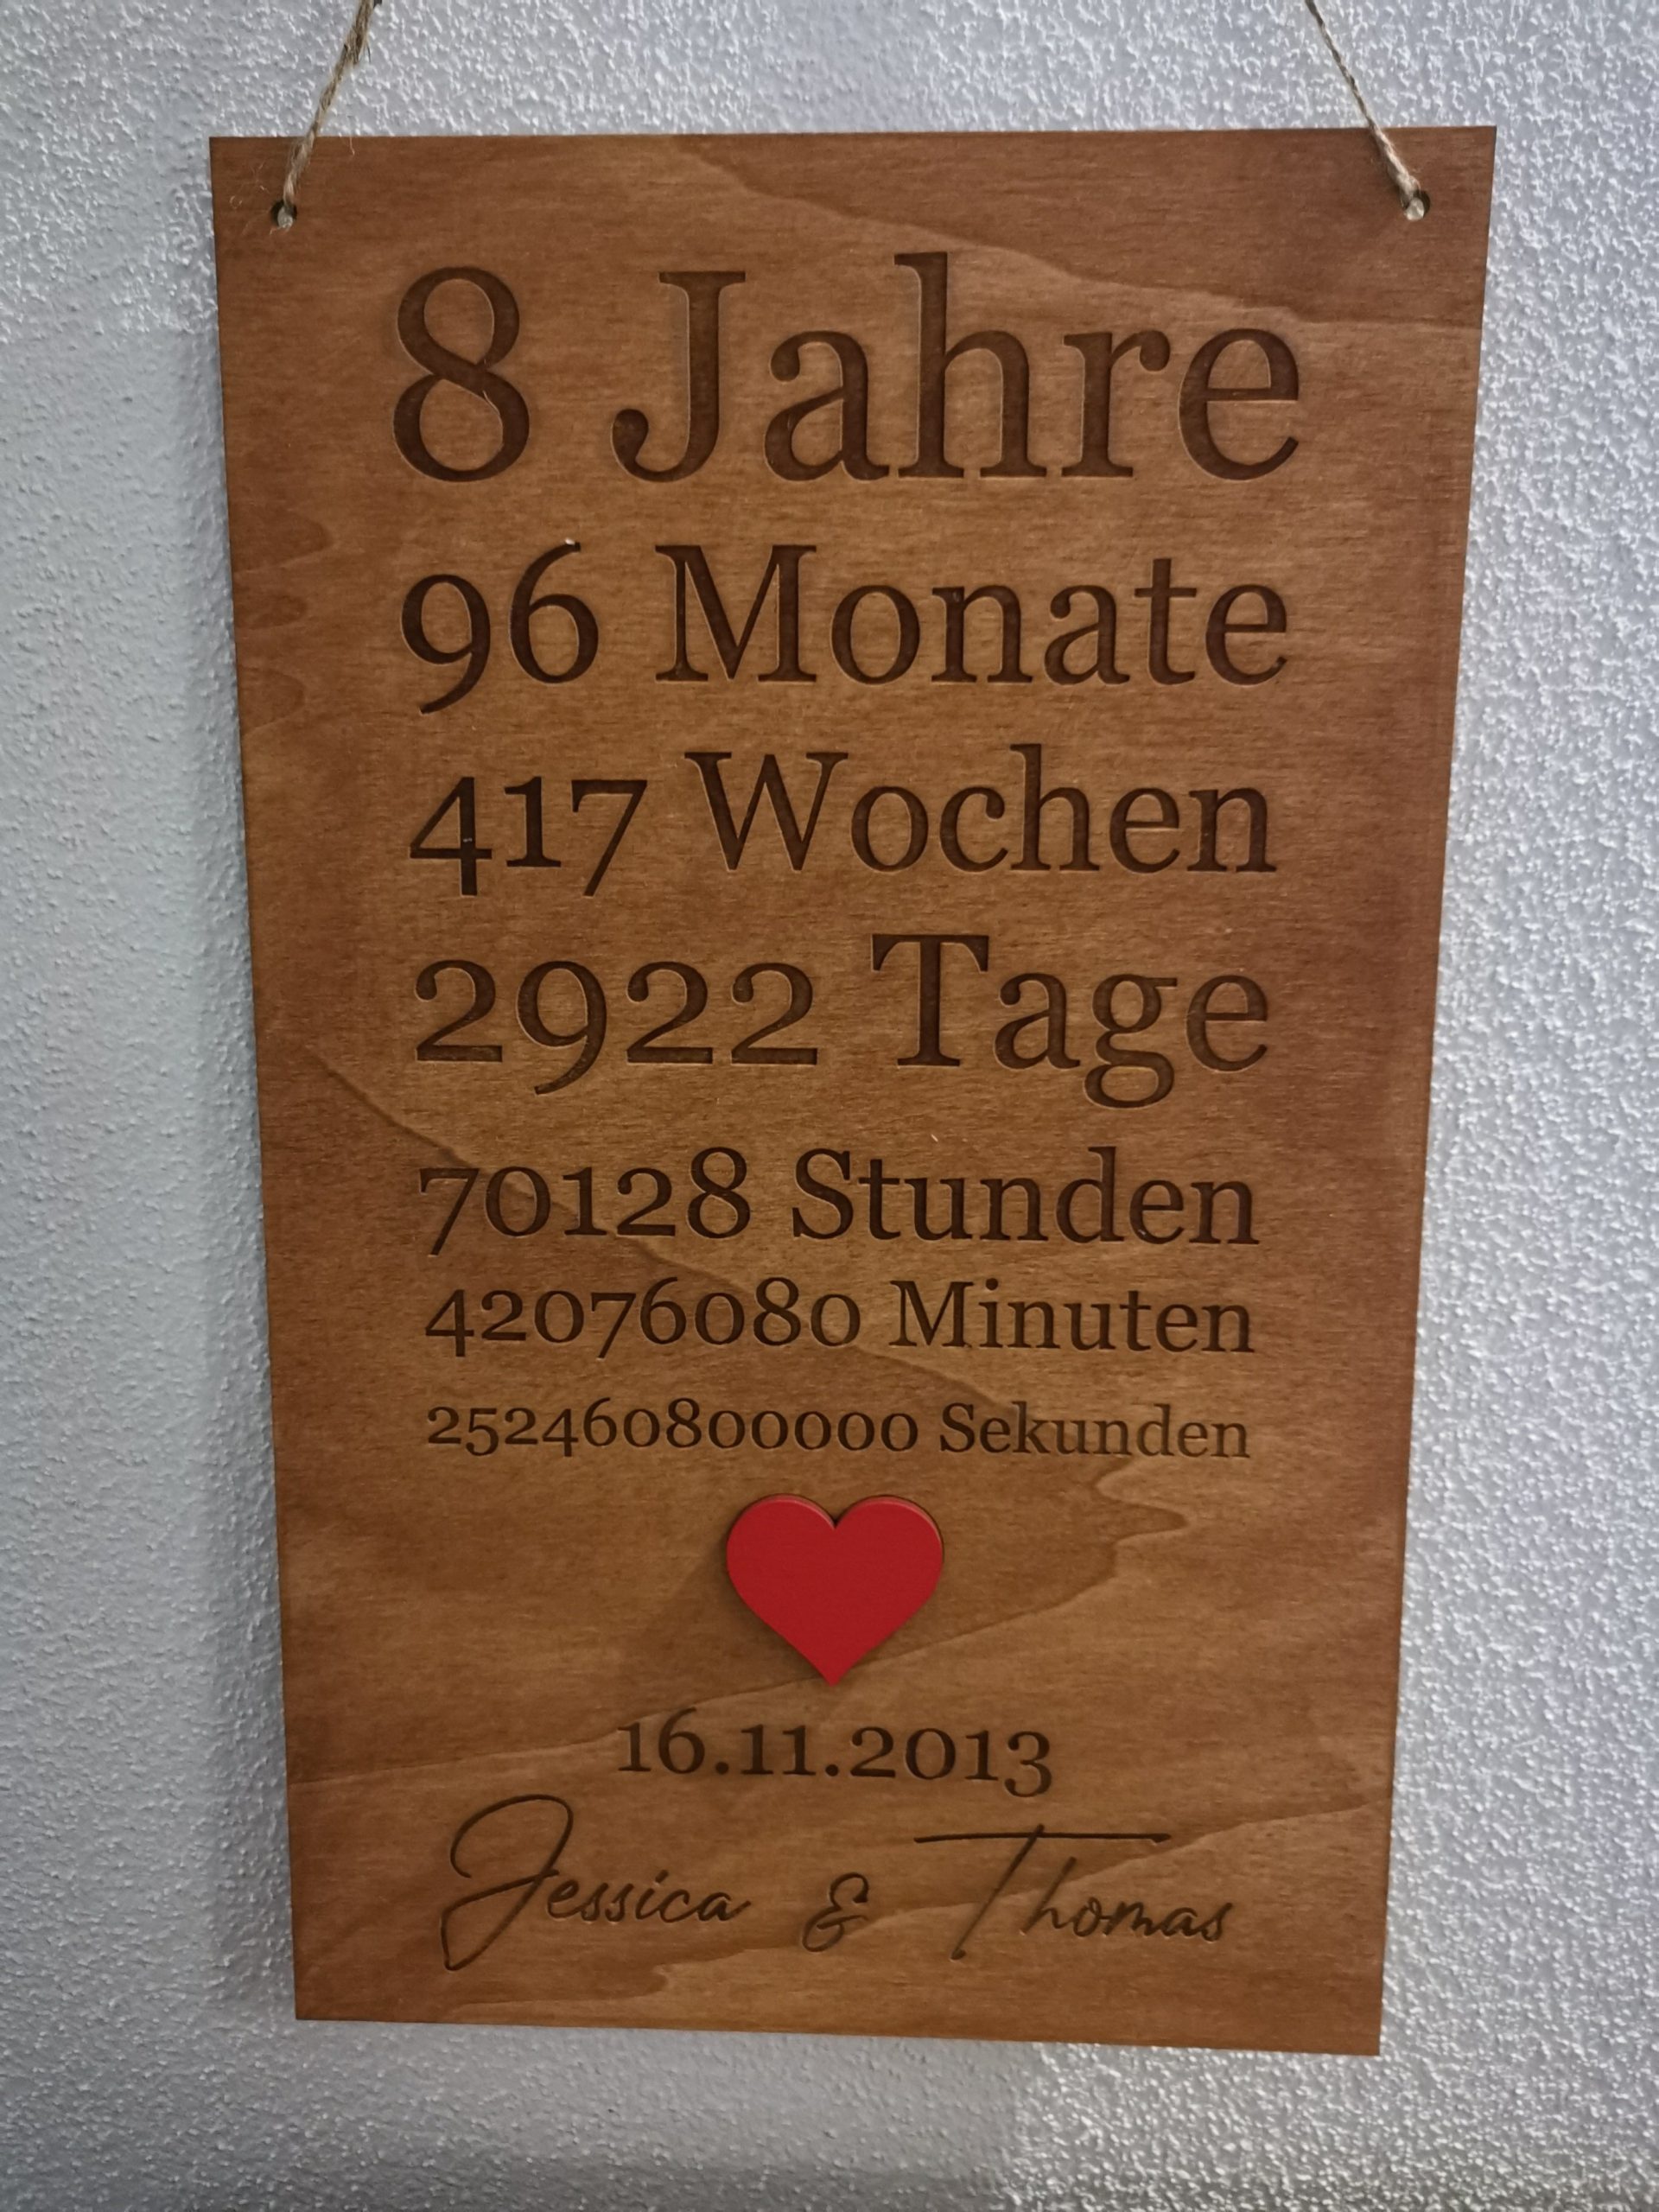 8 Jahre
96 Monate
417 Wochen
2922 Tage
70128 Stunden
42076080 Minuten
252460800000 Sekunden
16.11.2013
Jessica & Thomas